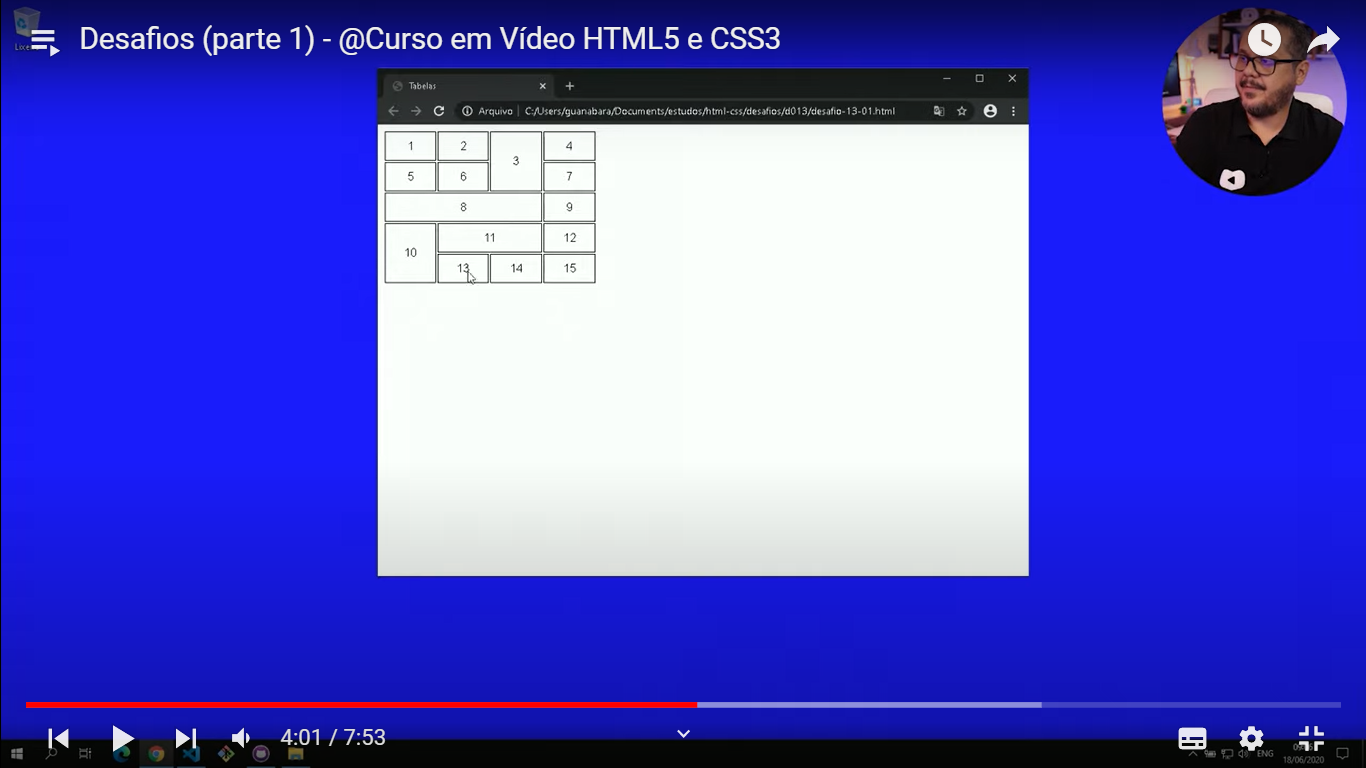 Desafios (parte 1) - @Curso em Vídeo HTML5 e CSS3
Tabelas
Arquivo | C:/Users/guanabara/Documents/estudos/html-css/desafios/d013/desafio-13-01.html
1 2 3 4
5 6 7
8 9
10 11 12
13 14 15
4:01 / 7:53
ENG
18/06/2020